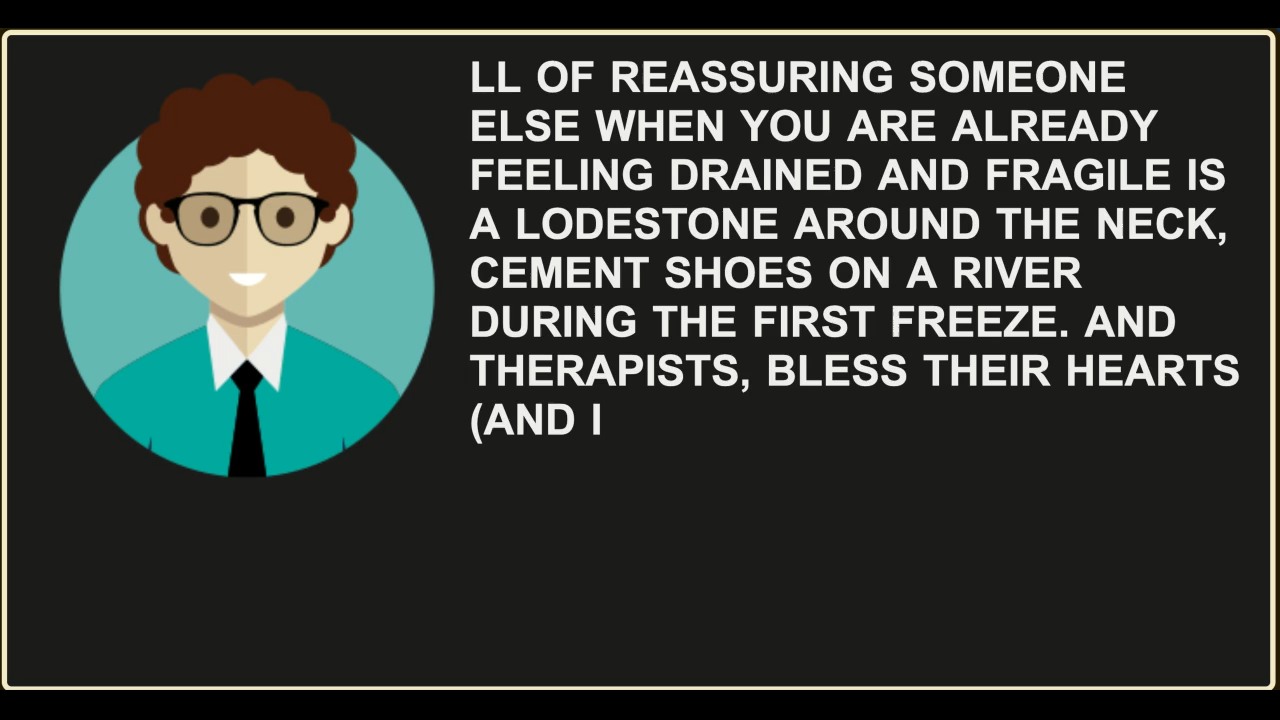 LL OF REASSURING SOMEONE
ELSE WHEN YOU ARE ALREADY
FEELING DRAINED AND FRAGILE IS
A LODESTONE AROUND THE NECK,
CEMENT SHOES ON A RIVER
DURING THE FIRST FREEZE. AND
THERAPISTS, BLESS THEIR HEARTS
(AND I